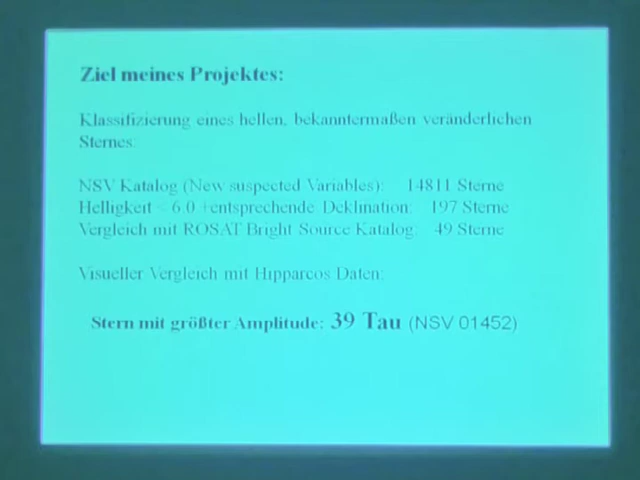 Ziel meines Projektes:
Klassifizierung eines hellen, bekanntermaßen veränderlichen
Sternes:
NSV Katalog (New suspected Variables): 14811 Sterne
Helligkeit < 6.0 +entsprechende Deklination: 197 Sterne
Vergleich mit ROSAT Bright Source Katalog: 49 Sterne
Visueller Vergleich mit Hipparcos Daten:
Stern mit größter Amplitude: 39 Tau (NSV 01452)